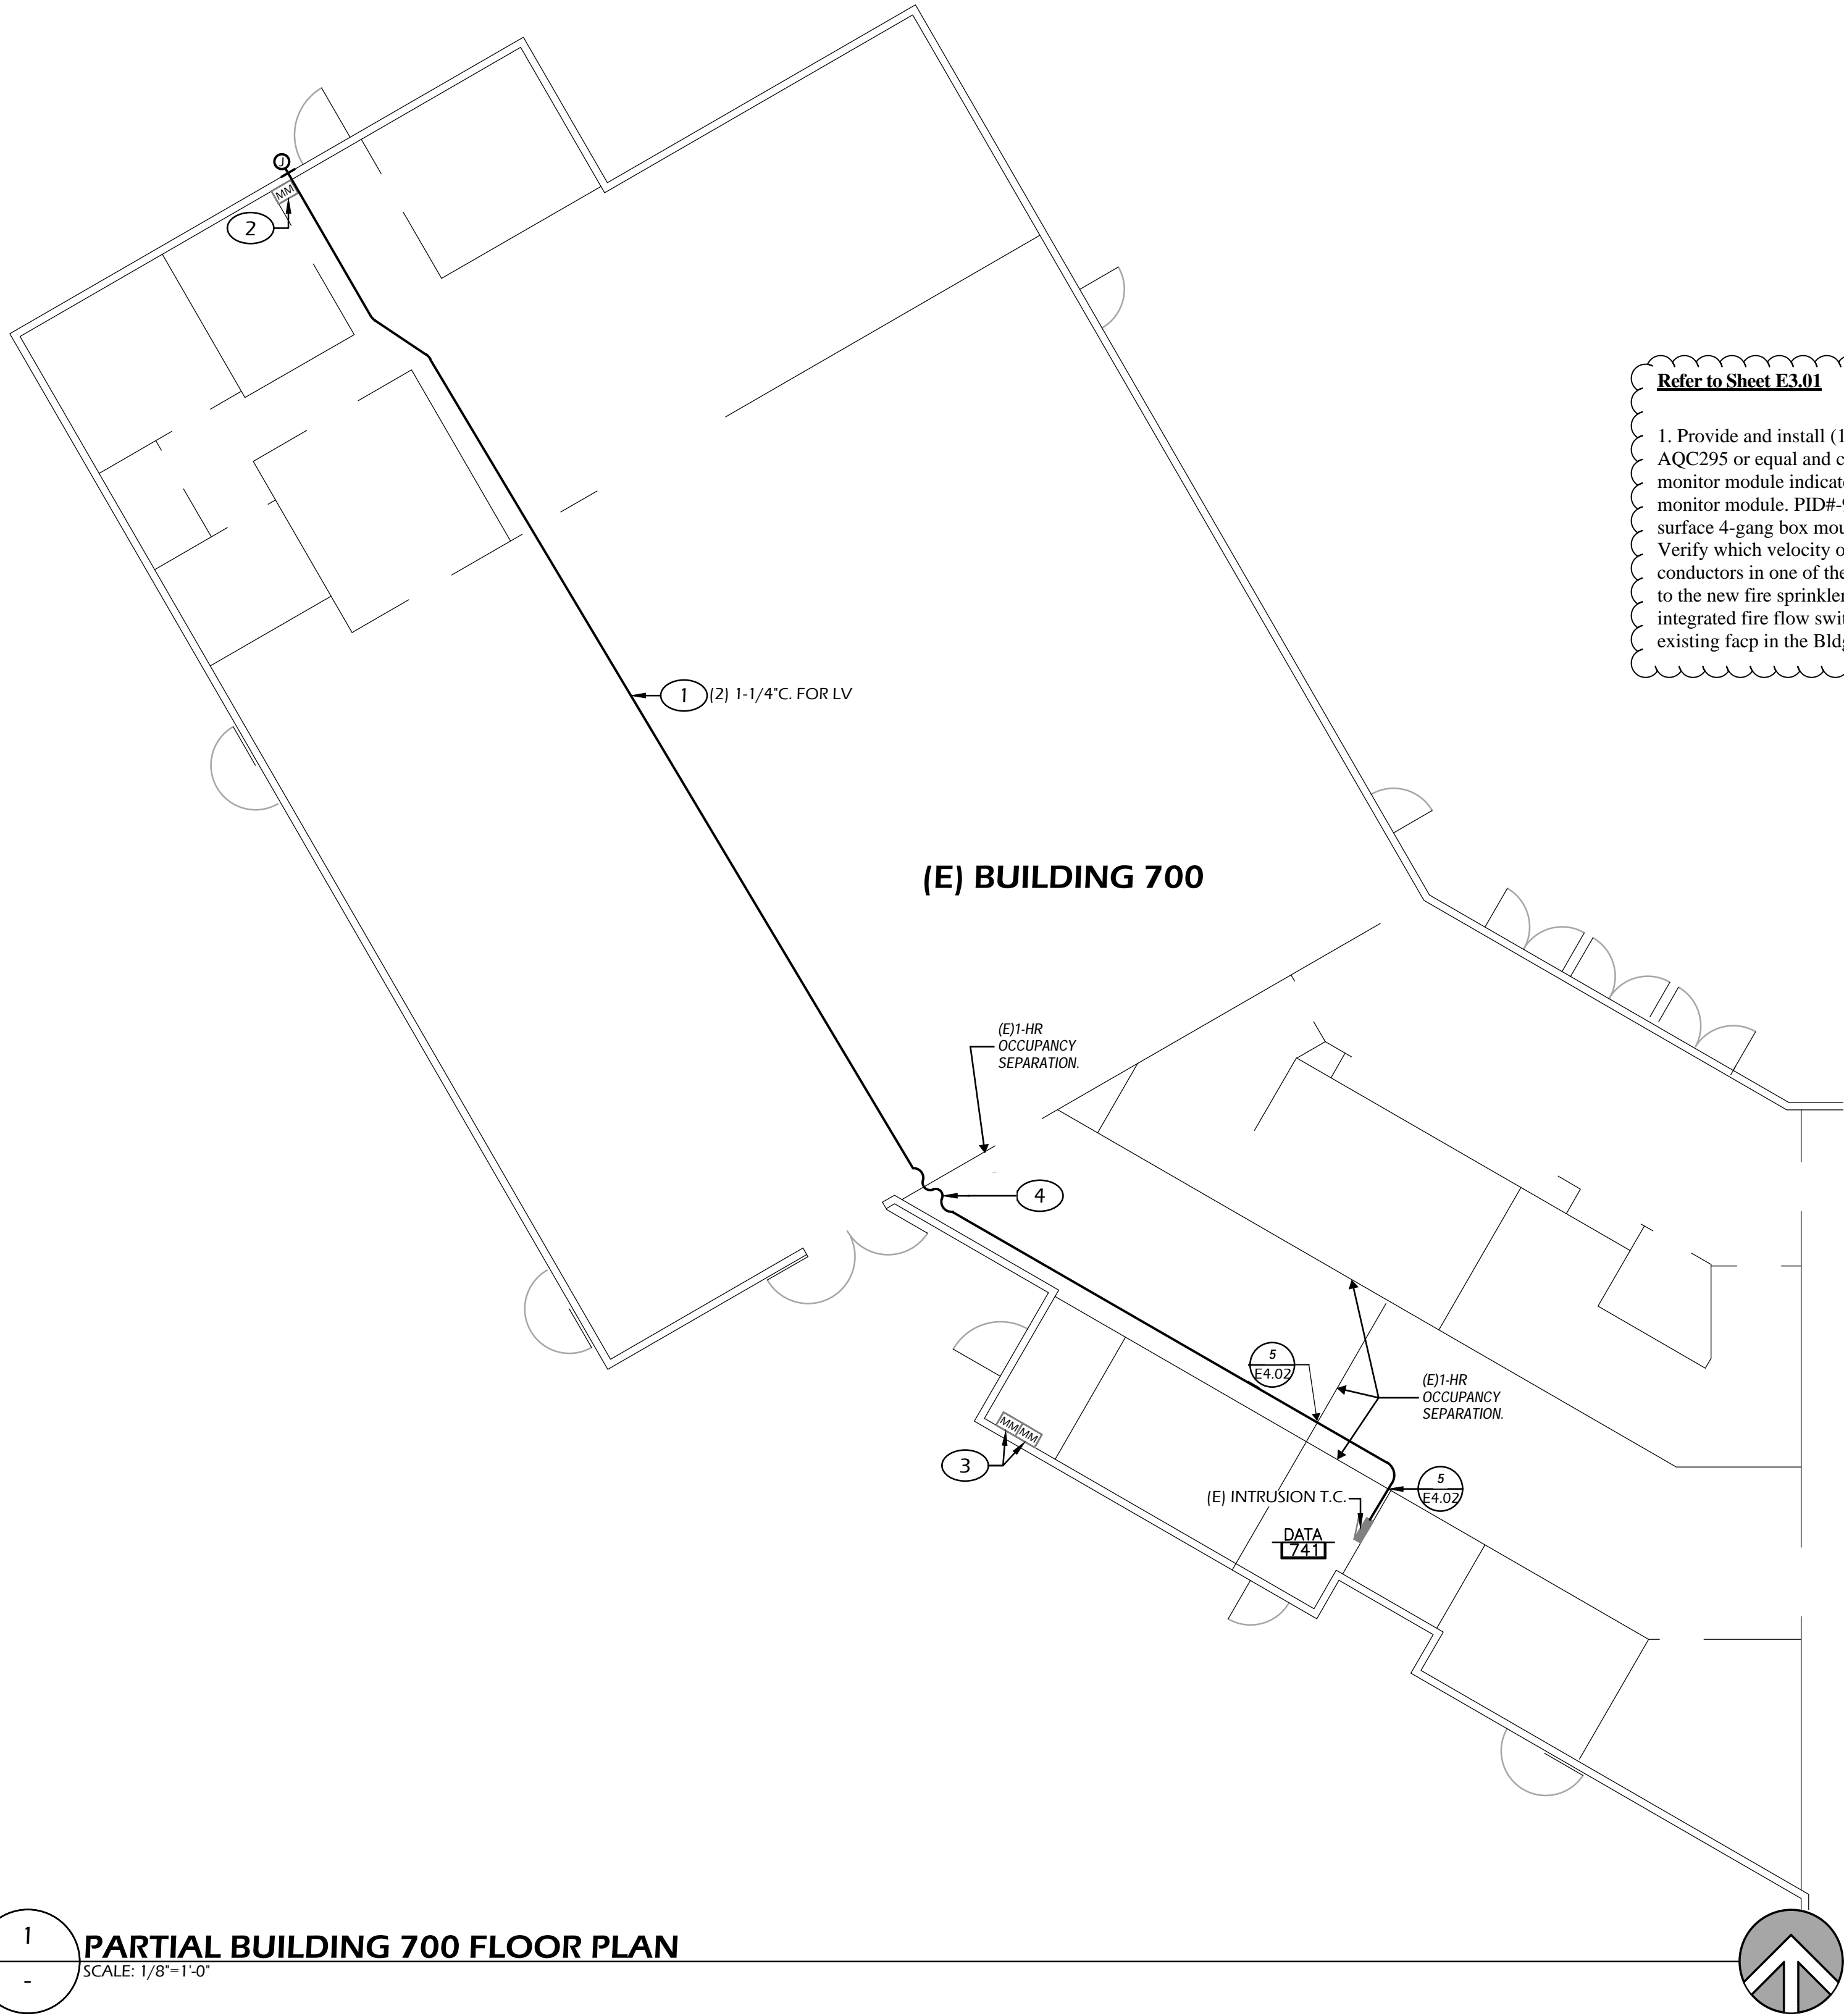 J
MM
2
Refer to Sheet E3.01
1. Provide and install (1
AQC295 or equal and c
monitor module indicat
monitor module. PID#-
surface 4-gang box mou
Verify which velocity o
conductors in one of the
to the new fire sprinkler
integrated fire flow swi
existing facp in the Bld
1 (2) 1-1/4"C. FOR LV
(E) BUILDING 700
(E)1-HR
OCCUPANCY
SEPARATION.
4
5
E4.02
(E)1-HR
OCCUPANCY
SEPARATION.
MM MM
3
5
E4.02
(E) INTRUSION T.C.
DATA
741
1
-
PARTIAL BUILDING 700 FLOOR PLAN
SCALE: 1/8"=1'-0"